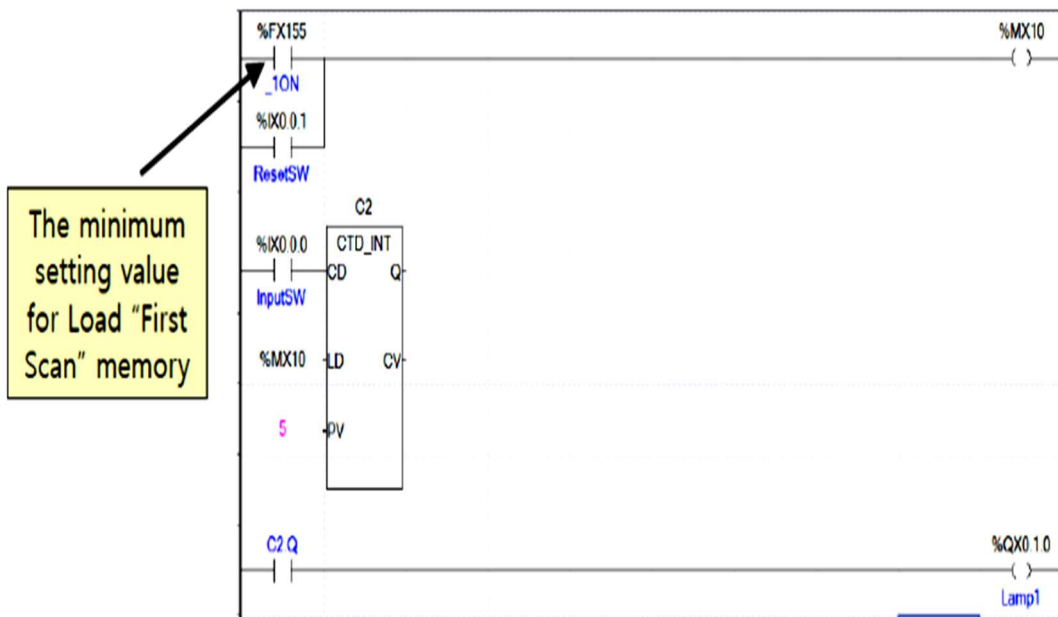 %FX155
%MX10
_1ON
%IX0.0.1
ResetSW
The minimum
setting value
for Load "First
Scan" memory
C2
%IX0.0.0
CTD_INT
CD Q
InputSW
%MX10
LD CV
5
PV
C2.Q
%QX0.1.0
Lamp1